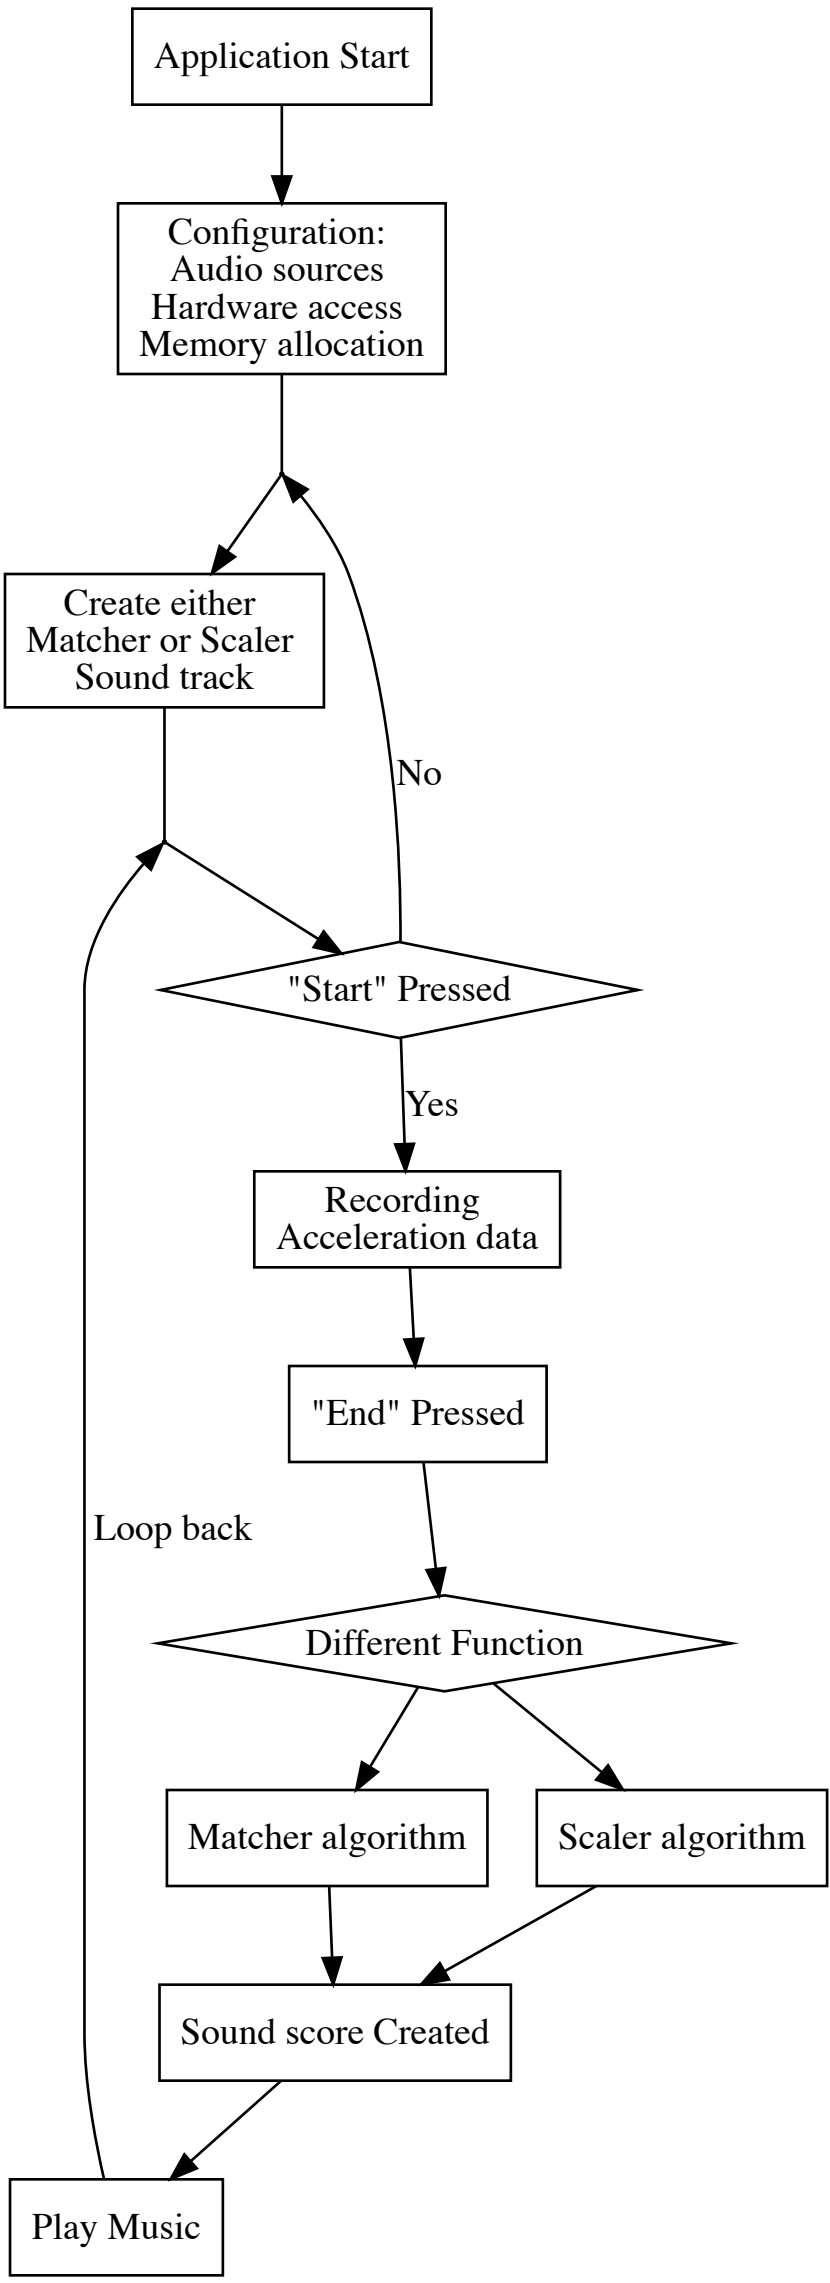 Application Start
Configuration:
Audio sources
Hardware access
Memory allocation
Create either
Matcher or Scaler
Sound track
No
"Start" Pressed
Yes
Recording
Acceleration data
"End" Pressed
Loop back
Different Function
Matcher algorithm
Scaler algorithm
Sound score Created
Play Music